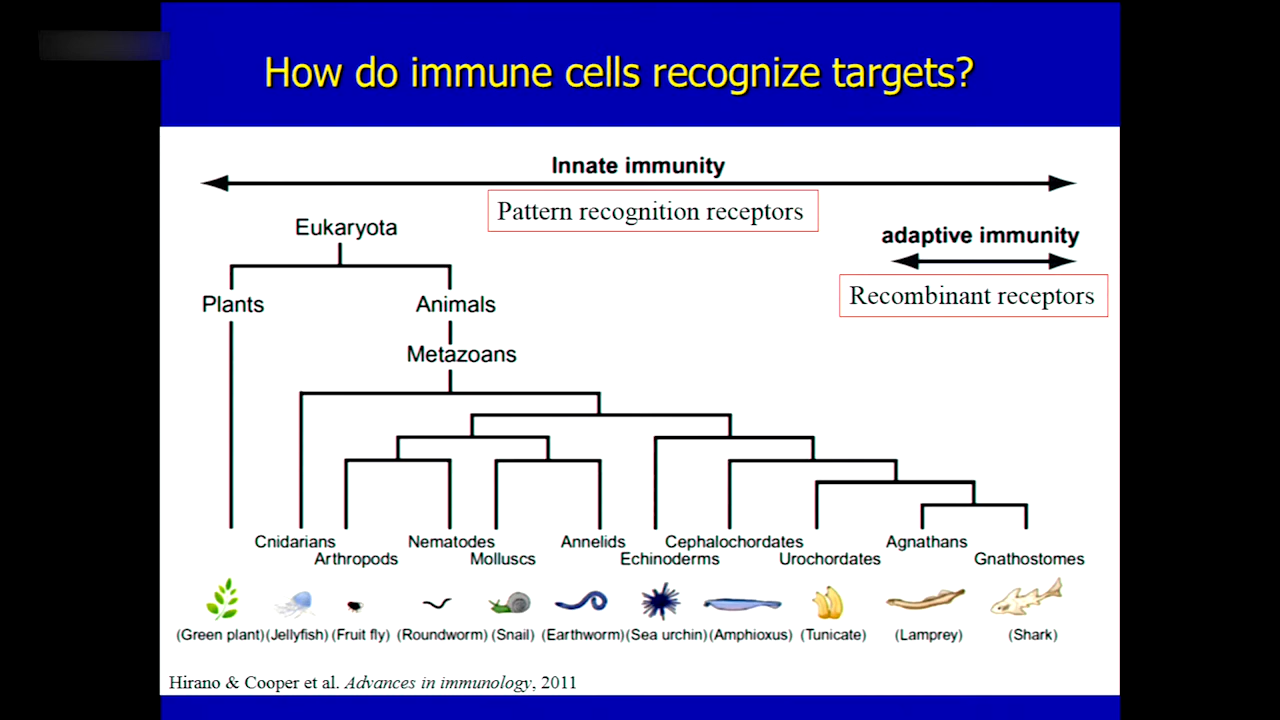 How do immune cells recognize targets?
Innate immunity
Pattern recognition receptors
Eukaryota
adaptive immunity
Recombinant receptors
Plants
Animals
Metazoans
Cnidarians
Nematodes
Annelids
Cephalochordates
Agnathans
Arthropods
Molluscs
Echinoderms
Urochordates
Gnathostomes
(Green plant) (Jellyfish) (Fruit fly) (Roundworm) (Snail) (Earthworm) (Sea urchin) (Amphioxus) (Tunicate) (Lamprey) (Shark)
Hirano & Cooper et al. Advances in immunology, 2011